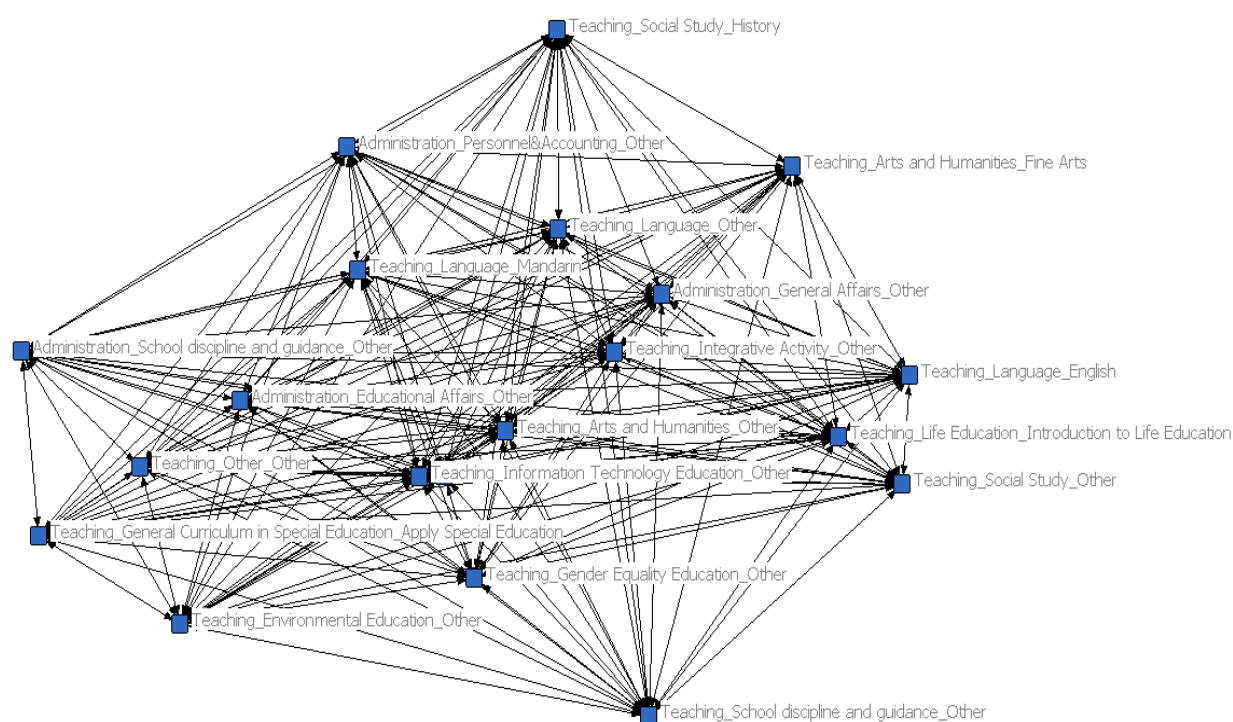 Teaching_Social Study_History
Administration_Personnel&Accounting_Other
Teaching_Arts and Humanities_Fine Arts
Teaching_Language_Other
Teaching_Language_Mandarin
Administration_General Affairs_Other
Administration_School discipline and guidance_Other
Teaching_Integrative Activity_Other
Teaching_Language_English
Administration_Educational Affairs_Other
Teaching_Arts and Humanities_Other
Teaching_Life Education_Introduction to Life Education
Teaching_Other_Other
Teaching_Information Technology Education_Other
Teaching_Social Study_Other
Teaching_General Curriculum in Special Education_Apply Special Education
Teaching_Gender Equality Education_Other
Teaching_Environmental Education_Other
Teaching_School discipline and guidance_Other